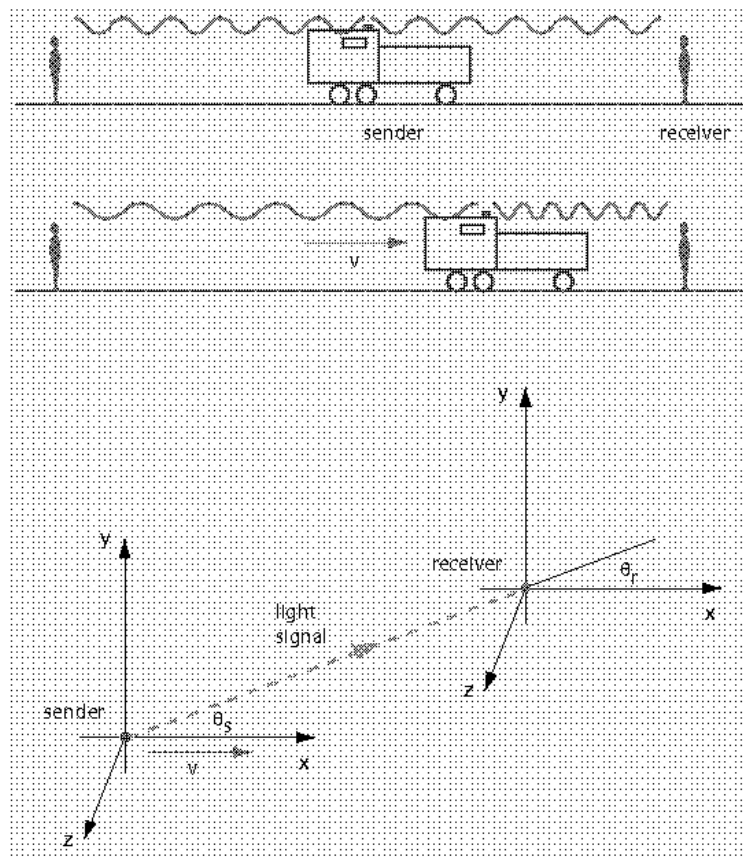 sender receiver
v
y
y
receiver
θr
light
signal
x
z
sender
θs
v
x
z